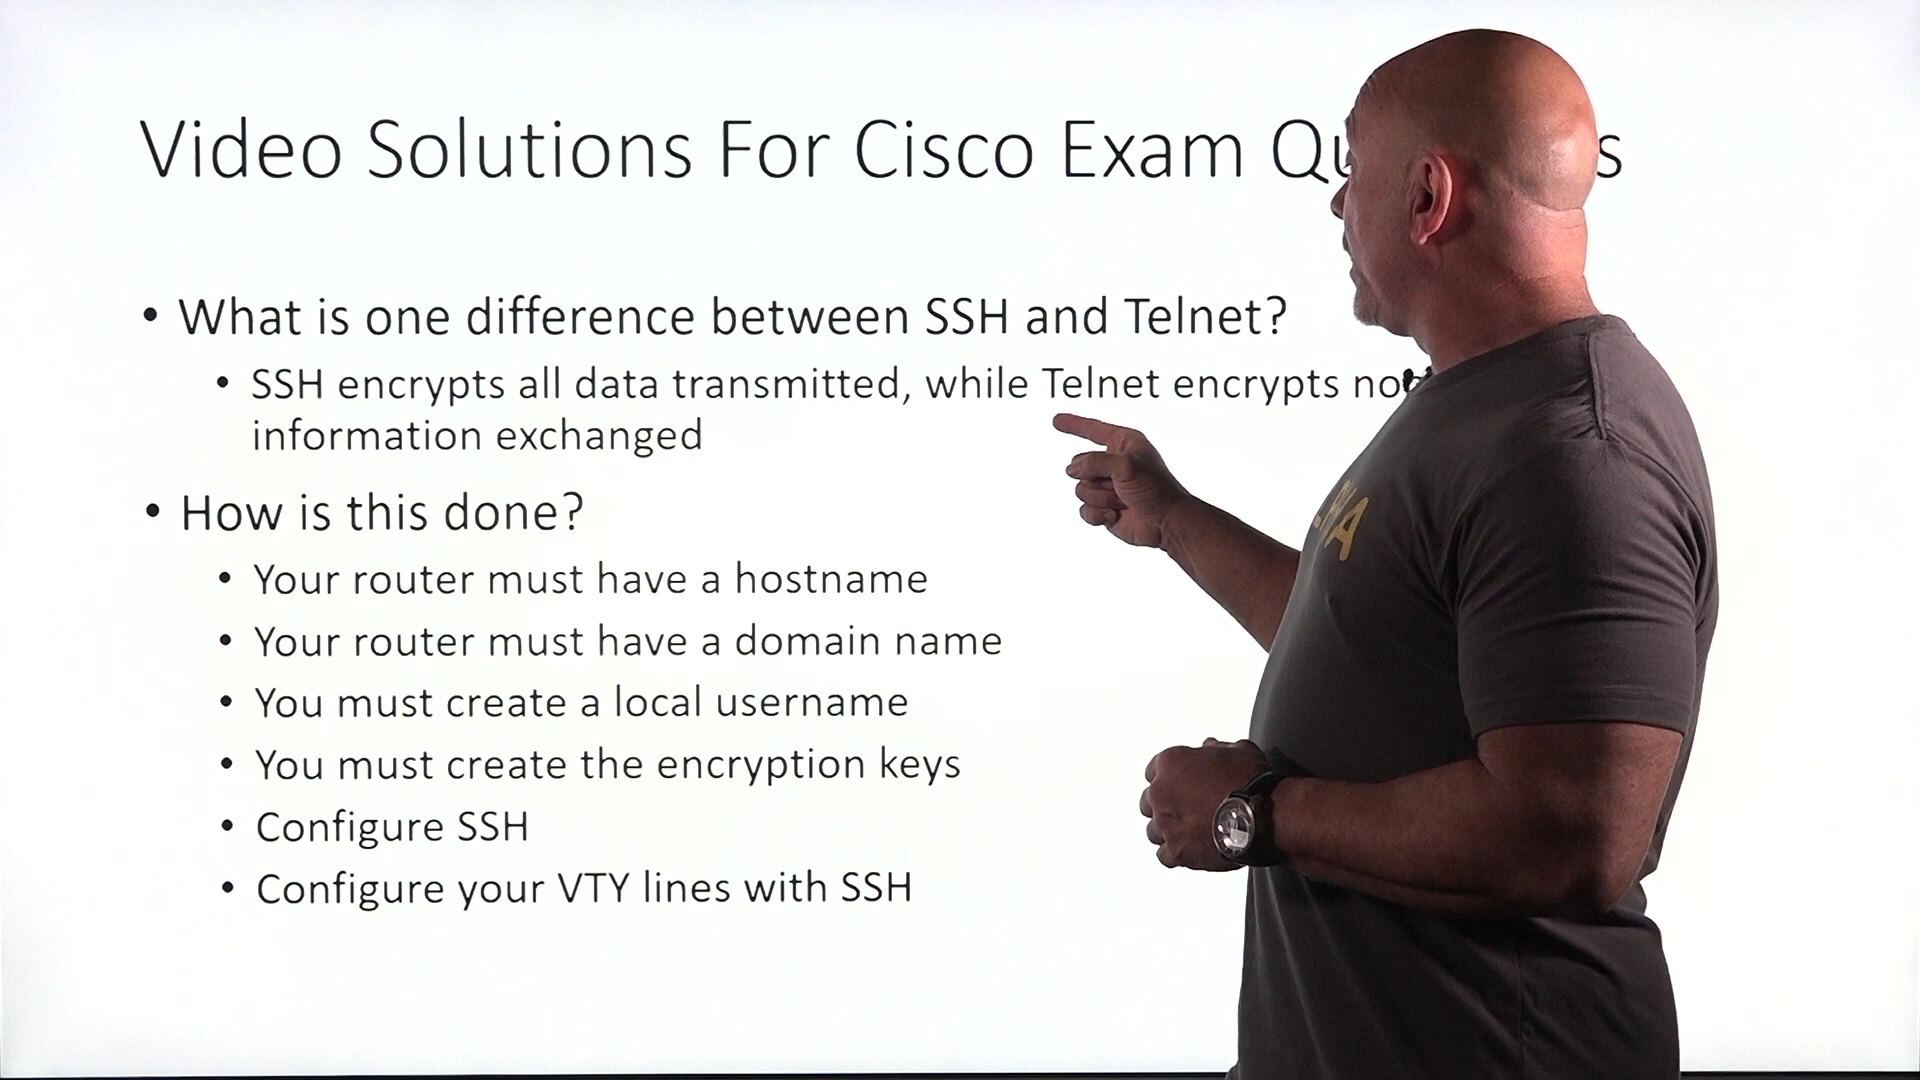 Video Solutions For Cisco Exam
• What is one difference between SSH and Telnet?
• SSH encrypts all data transmitted, while Telnet encrypts
information exchanged
• How is this done?
• Your router must have a hostname
• Your router must have a domain name
• You must create a local username
• You must create the encryption keys
• Configure SSH
• Configure your VTY lines with SSH